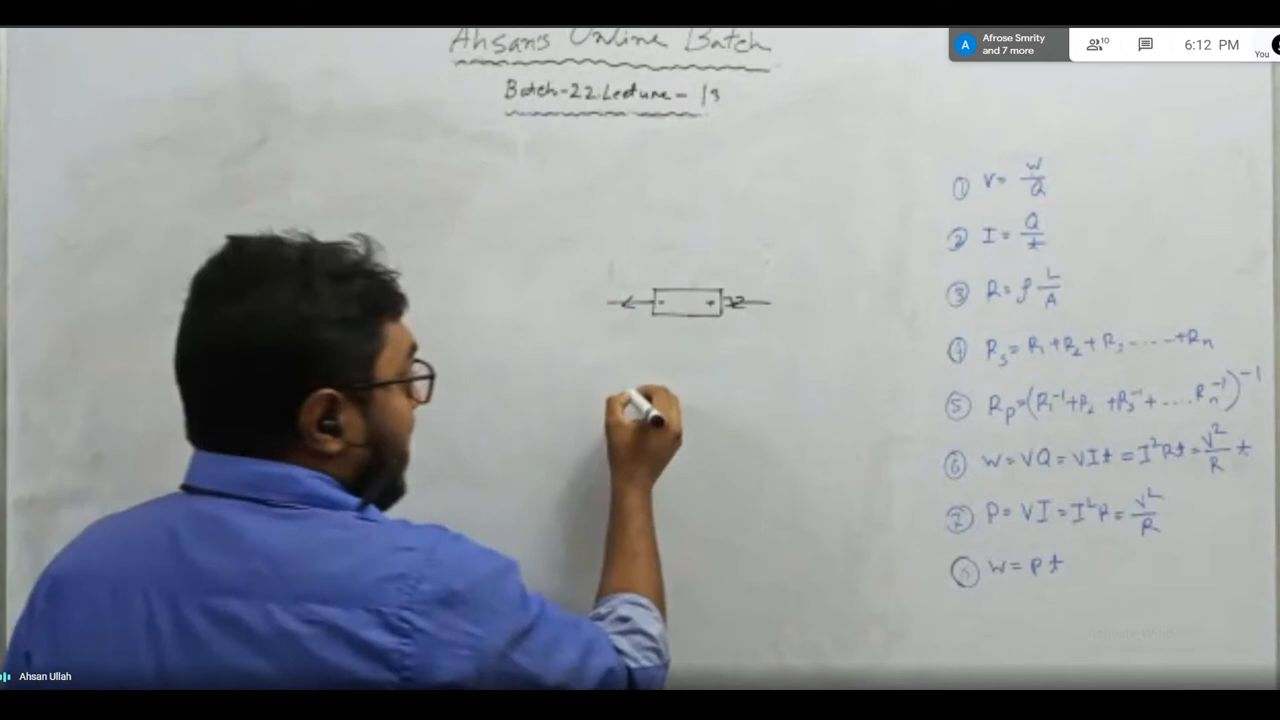 Ahsan's Online Batch
Batch-22. Lecture - 13
Afrose Smrity
and 7 more
A
10
6:12 PM
You
① V = W/Q
② I = Q/t
③ R = ρ L/A
④ Rs = R1 + R2 + R3 ..... + Rn
⑤ Rp = (R1^-1 + R2 + R3^-1 + .... Rn^-1)^-1
⑥ W = VQ = VIt = I²Rt = V²/R t
⑦ P = VI = I²R = V²/R
⑧ W = Pt
- +
Ahsan Ullah